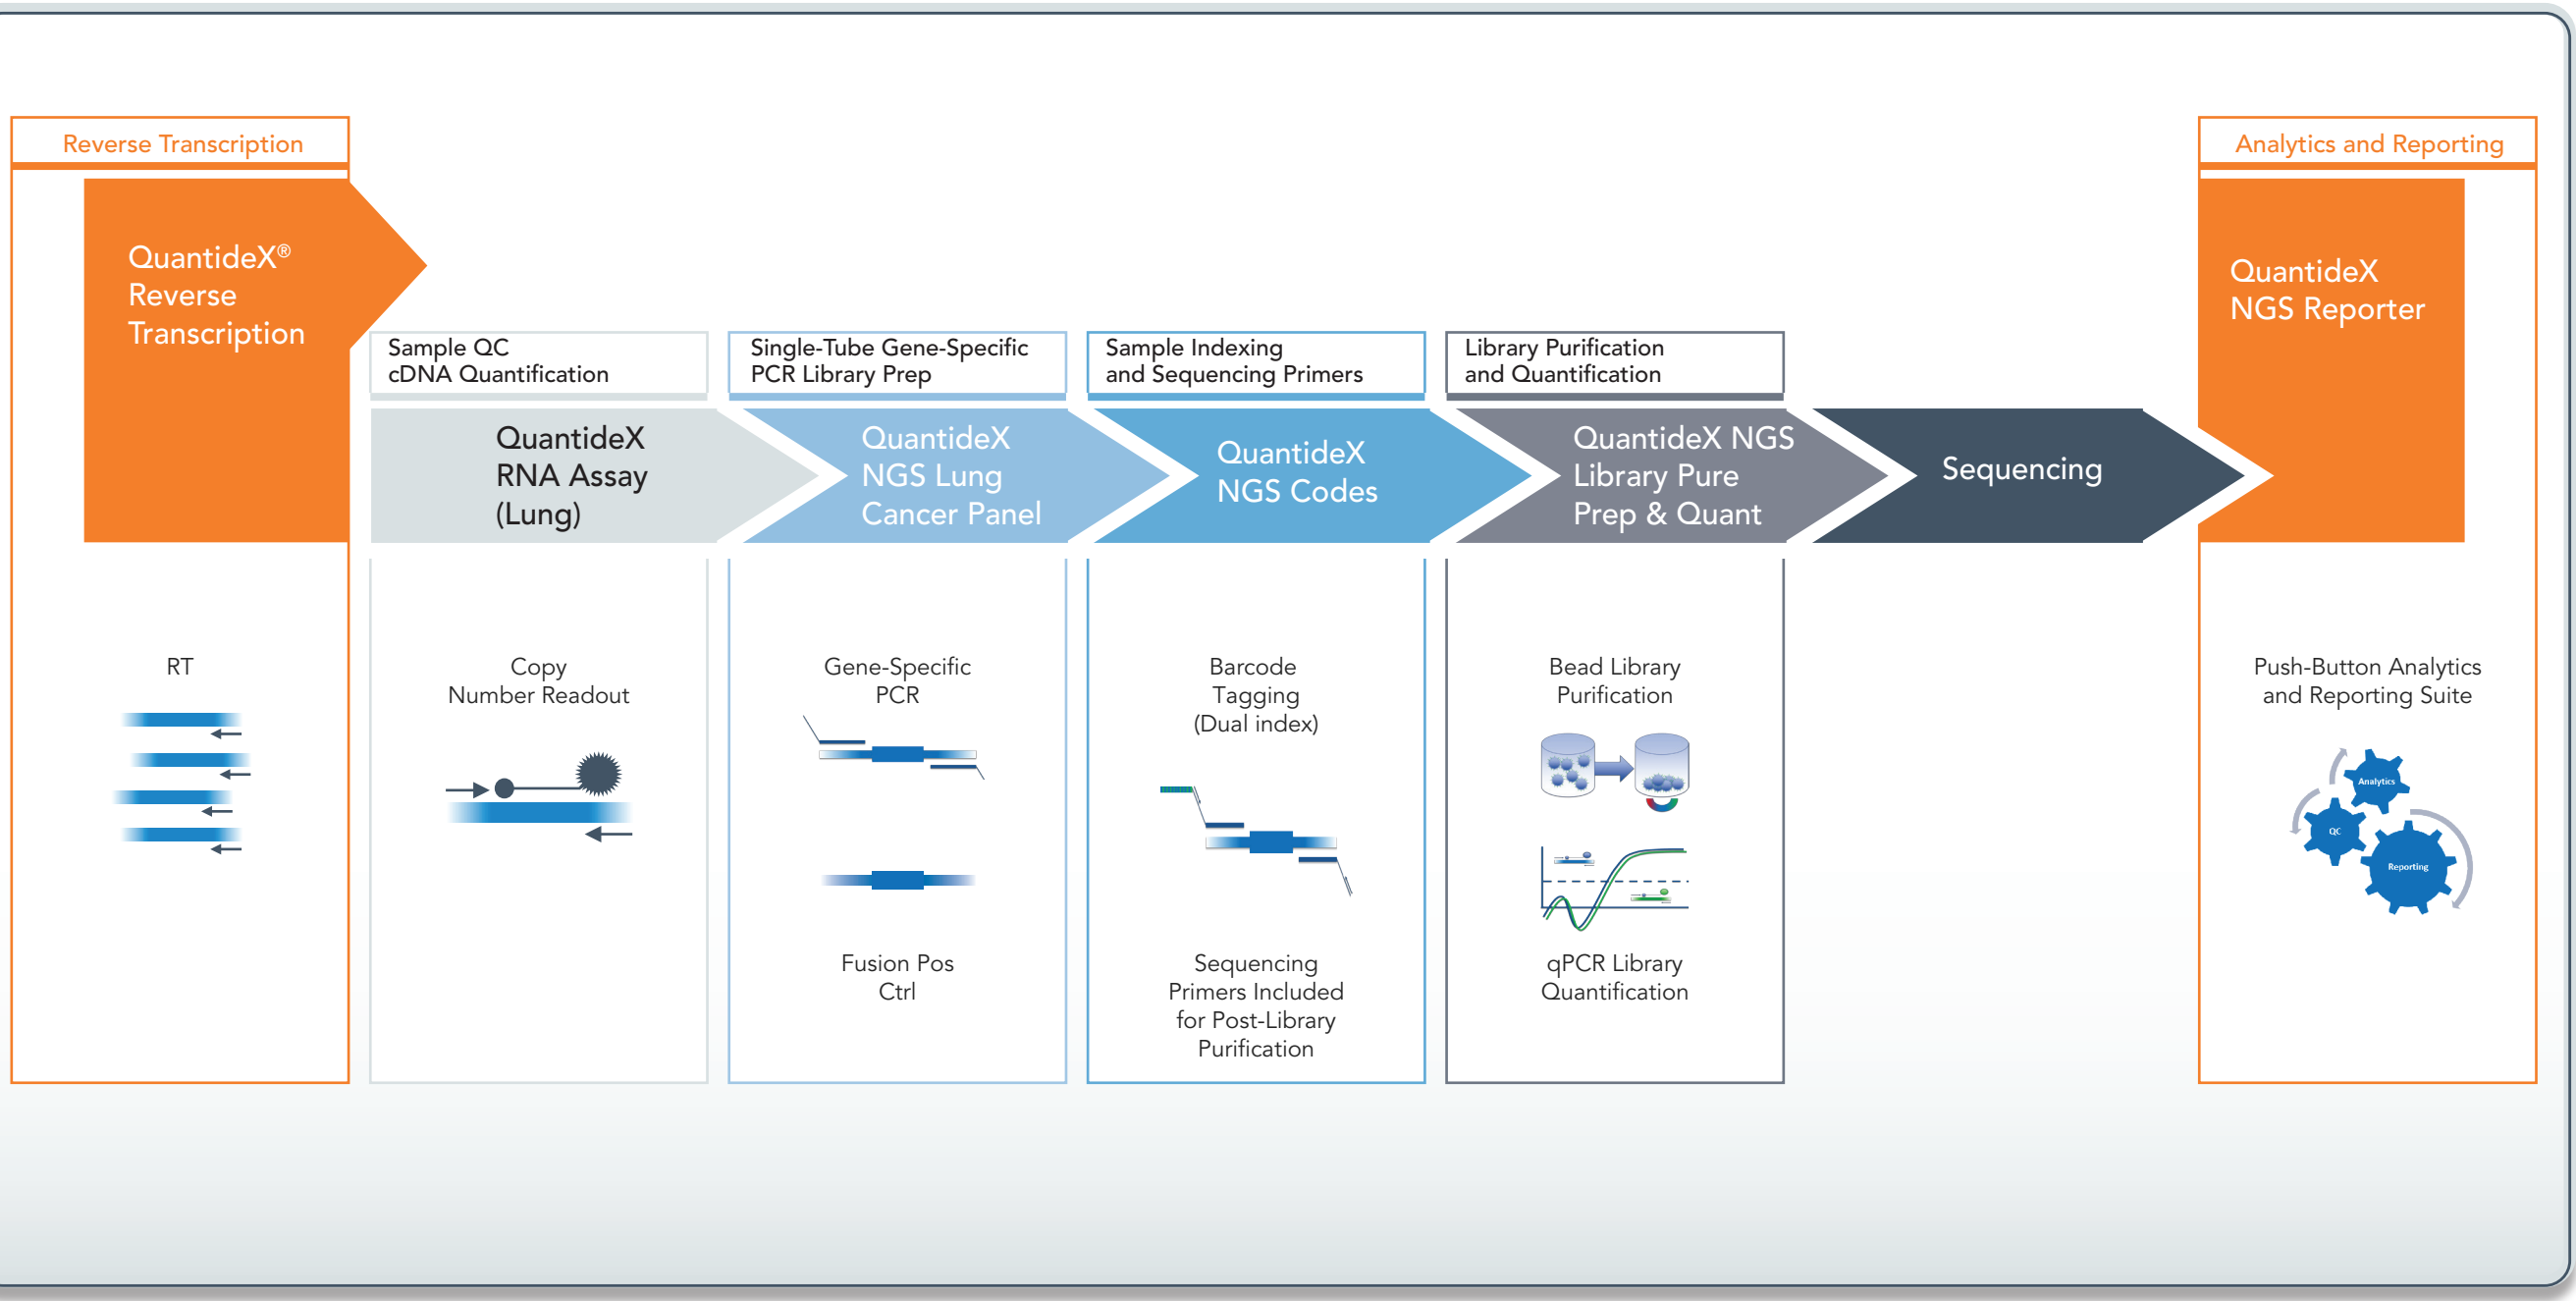 Reverse Transcription
QuantideX®
Reverse
Transcription
RT
Sample QC
cDNA Quantification
QuantideX
RNA Assay
(Lung)
Copy
Number Readout
Single-Tube Gene-Specific
PCR Library Prep
QuantideX
NGS Lung
Cancer Panel
Gene-Specific
PCR
Fusion Pos
Ctrl
Sample Indexing
and Sequencing Primers
QuantideX
NGS Codes
Barcode
Tagging
(Dual index)
Sequencing
Primers Included
for Post-Library
Purification
Library Purification
and Quantification
QuantideX NGS
Library Pure
Prep & Quant
Bead Library
Purification
qPCR Library
Quantification
Sequencing
Analytics and Reporting
QuantideX
NGS Reporter
Push-Button Analytics
and Reporting Suite
Analytics
QC
Reporting